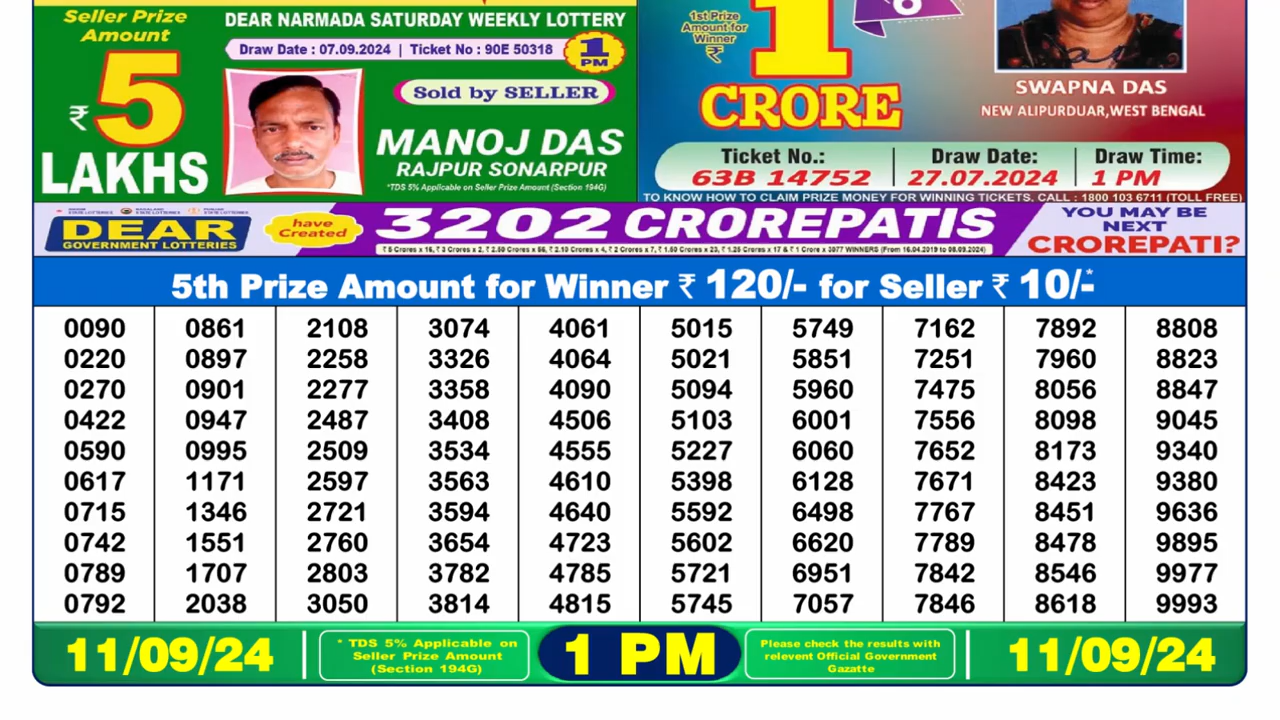 Seller Prize
Amount
₹ 5
LAKHS
DEAR NARMADA SATURDAY WEEKLY LOTTERY
Draw Date : 07.09.2024 | Ticket No : 90E 50318
1
PM
Sold by SELLER
MANOJ DAS
RAJPUR SONARPUR
*TDS 5% Applicable on Seller Prize Amount (Section 194G)
1st Prize
Amount for
Winner
₹
1
CRORE
SWAPNA DAS
NEW ALIPURDUAR,WEST BENGAL
Ticket No.: Draw Date: Draw Time:
63B 14752 27.07.2024 1 PM
TO KNOW HOW TO CLAIM PRIZE MONEY FOR WINNING TICKETS, CALL : 1800 103 6711 (TOLL FREE)
DEAR
GOVERNMENT LOTTERIES
have
Created
3202 CROREPATIS
YOU MAY BE
NEXT
CROREPATI?
5th Prize Amount for Winner ₹ 120/- for Seller ₹ 10/-*
0090 0861 2108 3074 4061 5015 5749 7162 7892 8808
0220 0897 2258 3326 4064 5021 5851 7251 7960 8823
0270 0901 2277 3358 4090 5094 5960 7475 8056 8847
0422 0947 2487 3408 4506 5103 6001 7556 8098 9045
0590 0995 2509 3534 4555 5227 6060 7652 8173 9340
0617 1171 2597 3563 4610 5398 6128 7671 8423 9380
0715 1346 2721 3594 4640 5592 6498 7767 8451 9636
0742 1551 2760 3654 4723 5602 6620 7789 8478 9895
0789 1707 2803 3782 4785 5721 6951 7842 8546 9977
0792 2038 3050 3814 4815 5745 7057 7846 8618 9993
11/09/24
* TDS 5% Applicable on
Seller Prize Amount
(Section 194G)
1 PM
Please check the results with
relevent Official Government
Gazatte
11/09/24